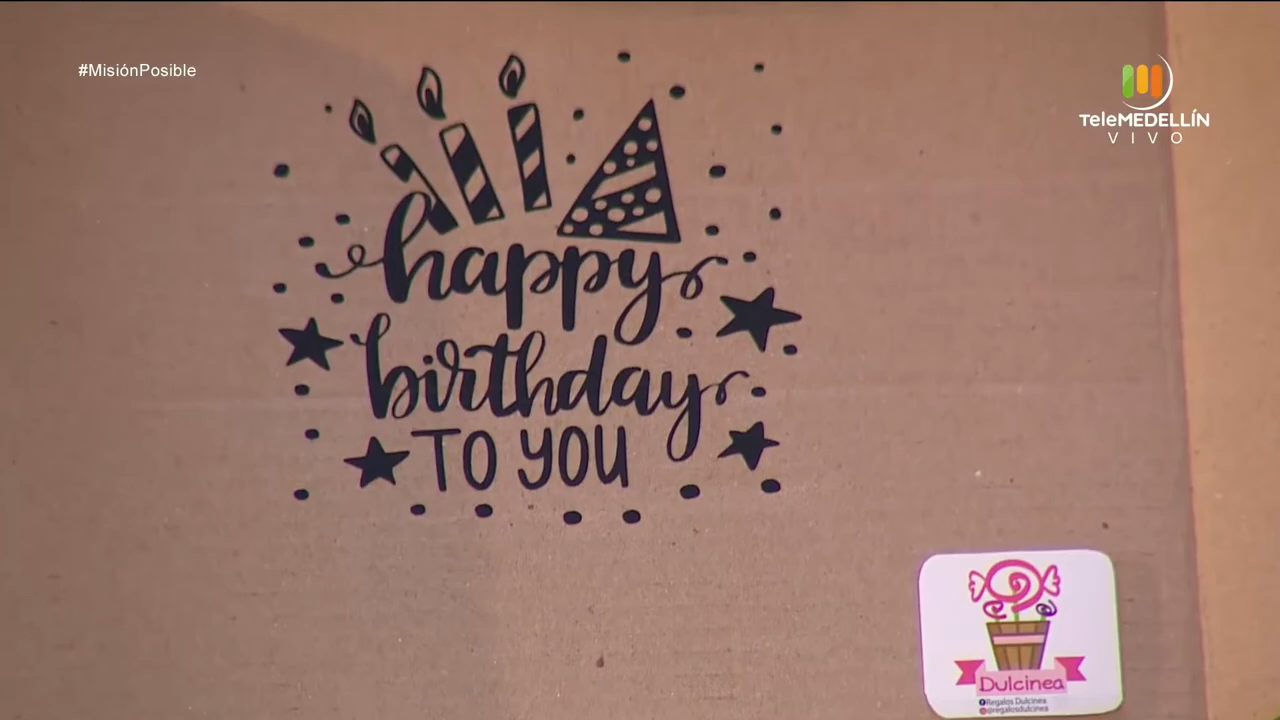 #MisiónPosible
TeleMEDELLÍN
VIVO
happy
birthday
TO YOU
Dulcinea
Regalos Dulcinea
@regalosdulcinea